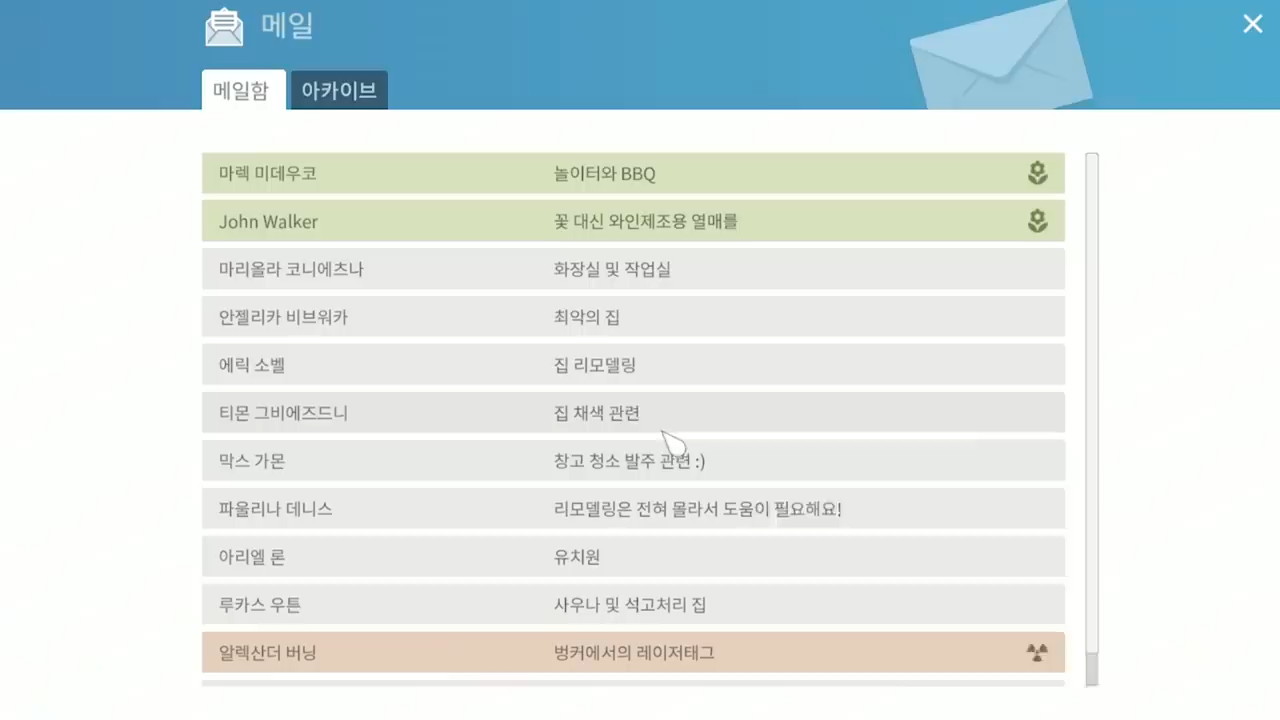 메일
메일함 아카이브
마렉 미데우코 놀이터와 BBQ
John Walker 꽃 대신 와인제조용 열매를
마리올라 코니에츠나 화장실 및 작업실
안젤리카 비브워카 최악의 집
에릭 소벨 집 리모델링
티몬 그비에즈드니 집 채색 관련
막스 가몬 창고 청소 발주 관련 :)
파울리나 데니스 리모델링은 전혀 몰라서 도움이 필요해요!
아리엘 론 유치원
루카스 우튼 사우나 및 석고처리 집
알렉산더 버닝 벙커에서의 레이저태그